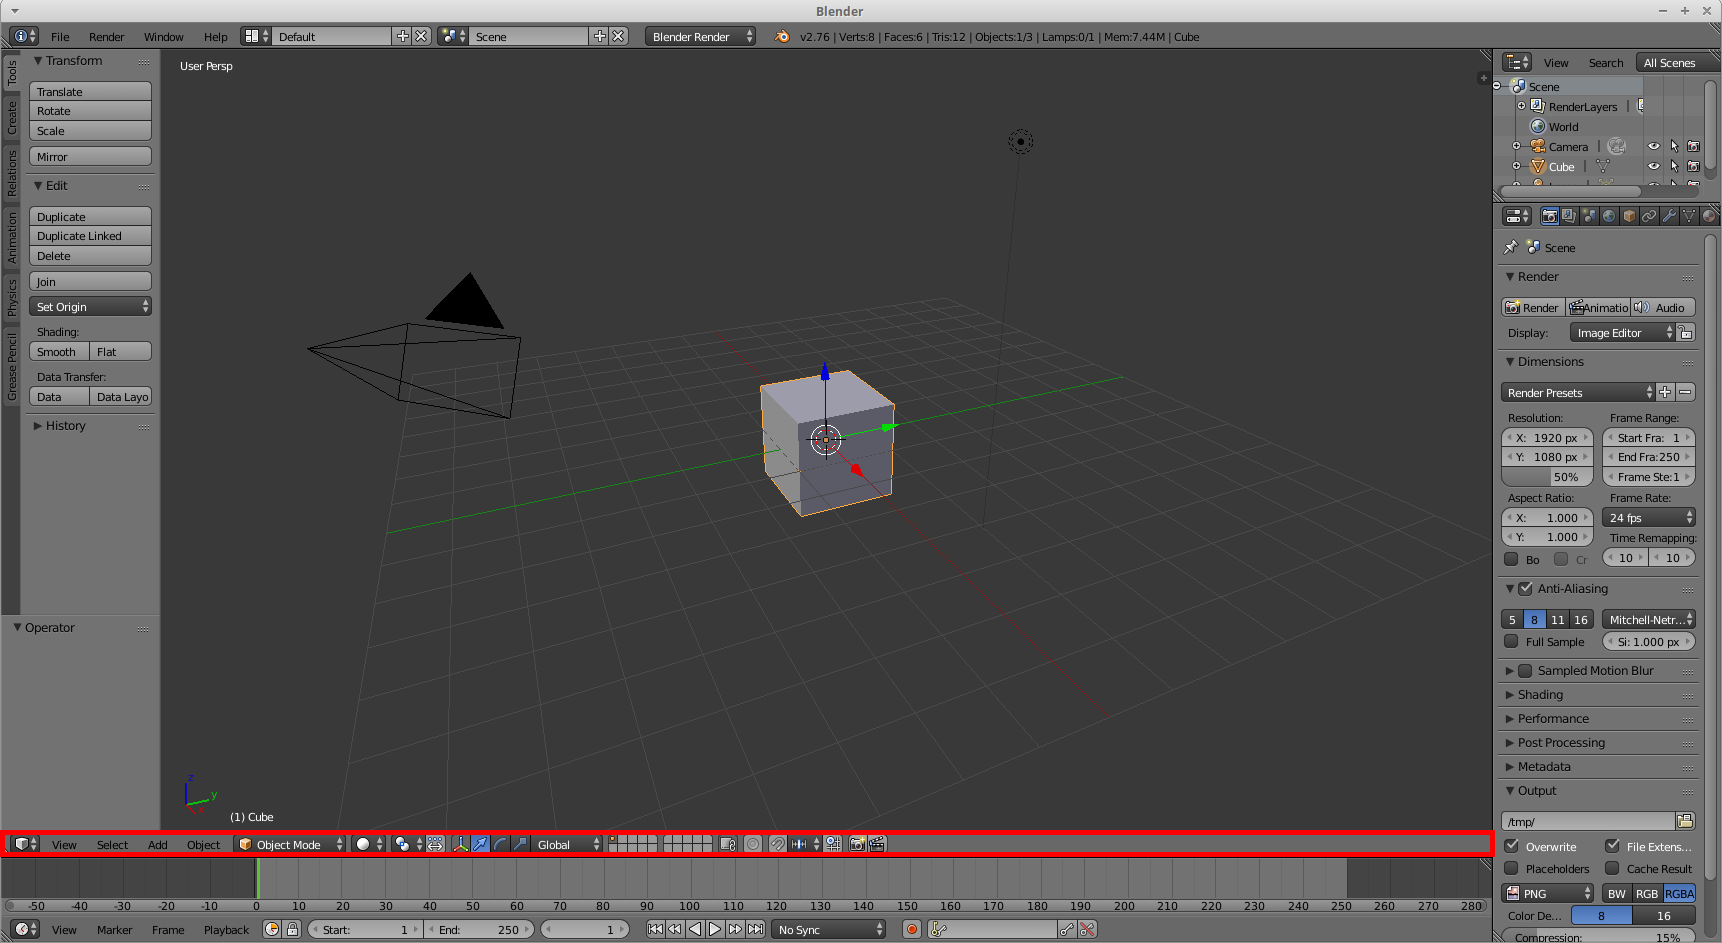 Blender
File Render Window Help Default Scene Blender Render v2.76 | Verts:8 | Faces:6 | Tris:12 | Objects:1/3 | Lamps:0/1 | Mem:7.44M | Cube
Tools
Create
Relations
Animation
Physics
Grease Pencil
Transform
Translate
Rotate
Scale
Mirror
Edit
Duplicate
Duplicate Linked
Delete
Join
Set Origin
Shading:
Smooth Flat
Data Transfer:
Data Data Layo
History
Operator
User Persp
z
y
x
(1) Cube
View Select Add Object Object Mode Global
-50 -40 -30 -20 -10 0 10 20 30 40 50 60 70 80 90 100 110 120 130 140 150 160 170 180 190 200 210 220 230 240 250 260 270 280
View Marker Frame Playback Start: 1 End: 250 1 No Sync
View Search All Scenes
Scene
RenderLayers
World
Camera
Cube
Scene
Render
Render Animatio Audio
Display: Image Editor
Dimensions
Render Presets
Resolution: Frame Range:
X: 1920 px Start Fra: 1
Y: 1080 px End Fra:250
50% Frame Ste:1
Aspect Ratio: Frame Rate:
X: 1.000 24 fps
Y: 1.000 Time Remapping:
Bo Cr 10 10
Anti-Aliasing
5 8 11 16 Mitchell-Netr...
Full Sample Si: 1.000 px
Sampled Motion Blur
Shading
Performance
Post Processing
Metadata
Output
/tmp/
Overwrite File Extens...
Placeholders Cache Result
PNG BW RGB RGBA
Color De... 8 16
Compression: 15%